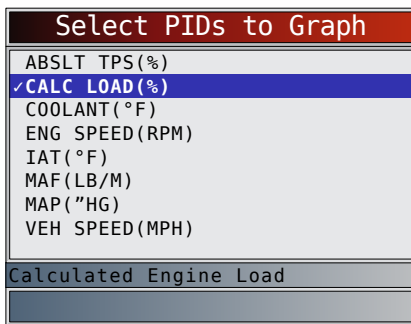 Select PIDs to Graph
ABSLT TPS(%)
✓CALC LOAD(%)
COOLANT(°F)
ENG SPEED(RPM)
IAT(°F)
MAF(LB/M)
MAP(”HG)
VEH SPEED(MPH)
Calculated Engine Load